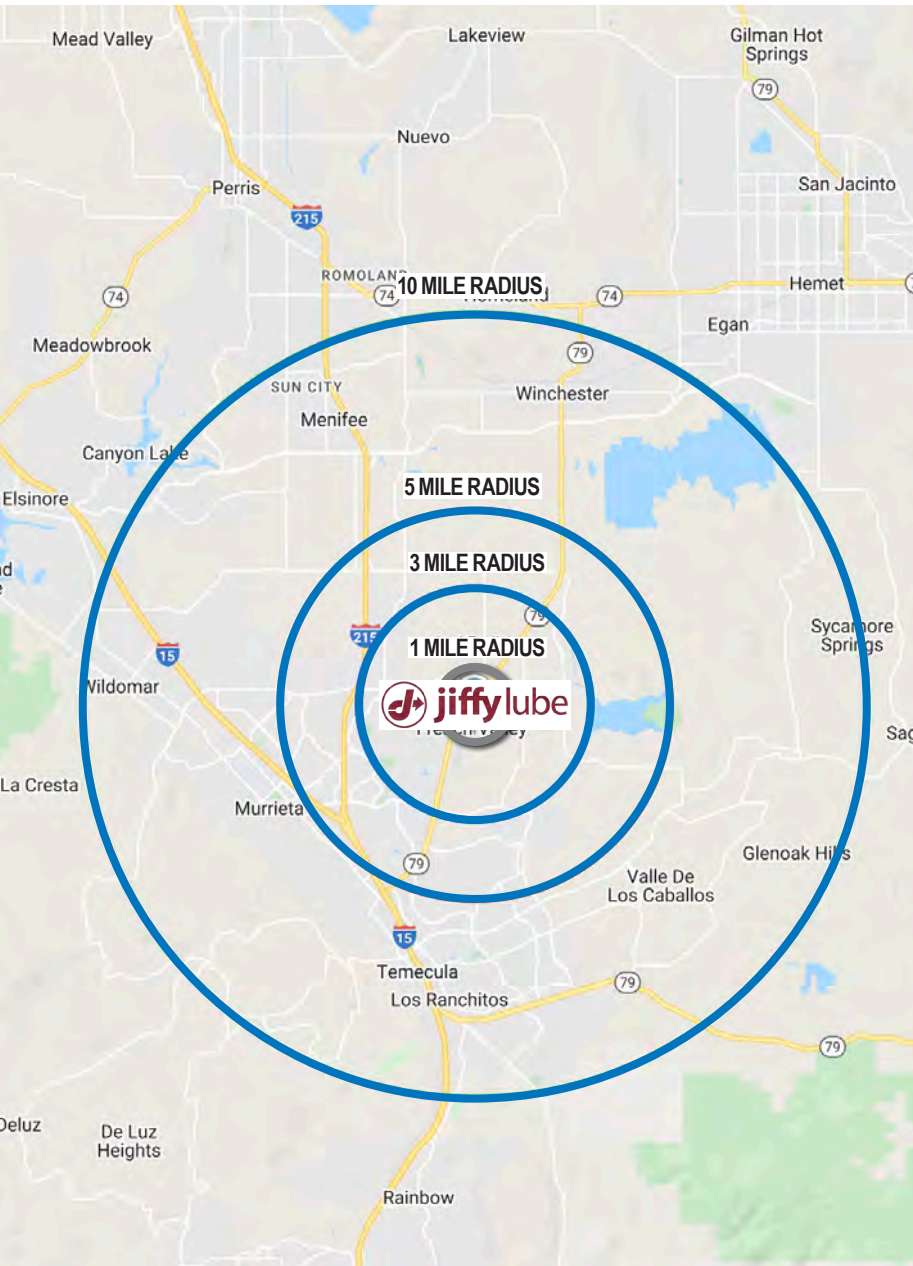 Mead Valley
Lakeview
Gilman Hot
Springs
79
Nuevo
Perris
San Jacinto
215
ROMOLAND
10 MILE RADIUS
Hemet
74
74
74
Egan
Meadowbrook
79
SUN CITY
Winchester
Menifee
Canyon Lake
5 MILE RADIUS
Elsinore
3 MILE RADIUS
79
215
1 MILE RADIUS
Sycamore
Springs
15
Wildomar
jiffylube
La Cresta
Murrieta
79
Glenoak Hills
Valle De
Los Caballos
15
Temecula
79
Los Ranchitos
79
Deluz
De Luz
Heights
Rainbow